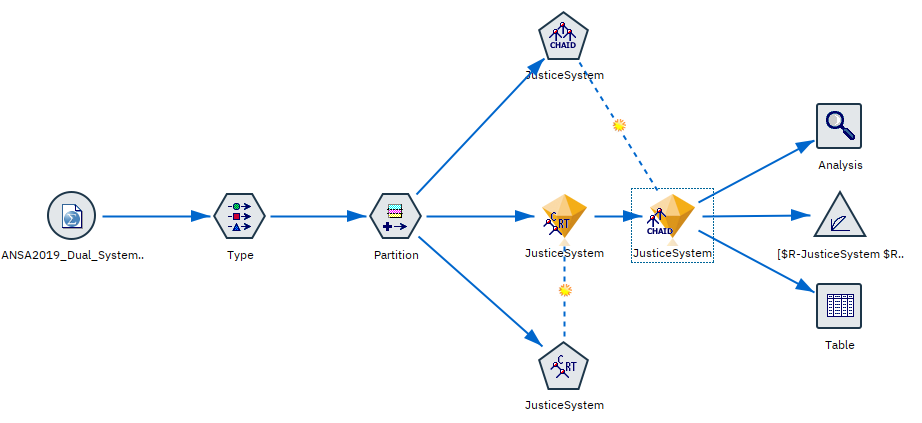 CHAID
JusticeSystem
Analysis
ANSA2019_Dual_System..
Type
Partition
C RT
JusticeSystem
CHAID
JusticeSystem
[$R-JusticeSystem $R..
Table
C RT
JusticeSystem